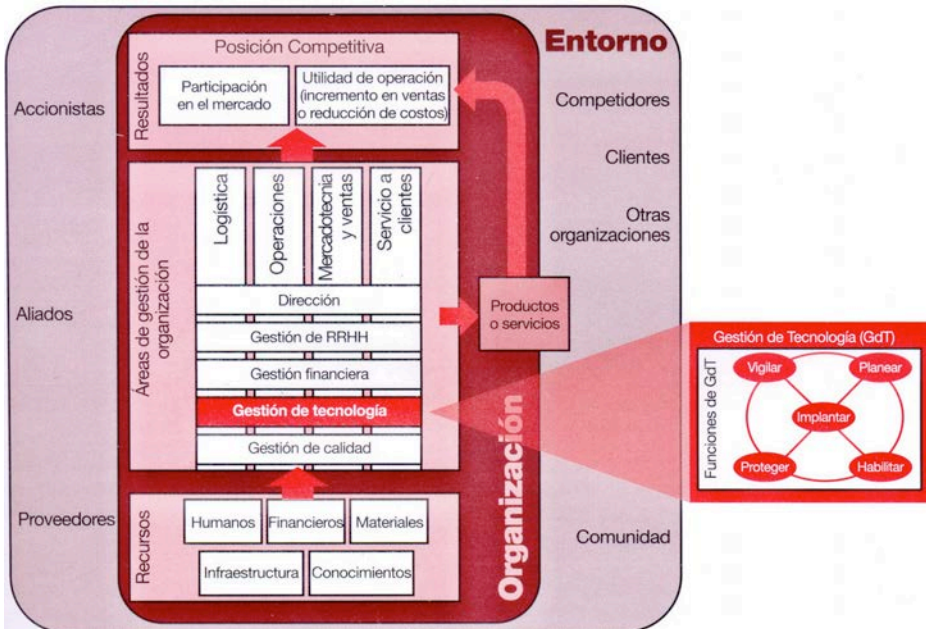 Entorno
Accionistas
Aliados
Proveedores
Competidores
Clientes
Otras
organizaciones
Comunidad
Organización
Resultados
Posición Competitiva
Participación
en el mercado
Utilidad de operación
(incremento en ventas
o reducción de costos)
Áreas de gestión de la
organización
Logística
Operaciones
Mercadotecnia
y ventas
Servicio a
clientes
Dirección
Gestión de RRHH
Gestión financiera
Gestión de tecnología
Gestión de calidad
Productos
o servicios
Recursos
Humanos
Financieros
Materiales
Infraestructura
Conocimientos
Gestión de Tecnología (GdT)
Funciones de GdT
Vigilar
Planear
Implantar
Proteger
Habilitar